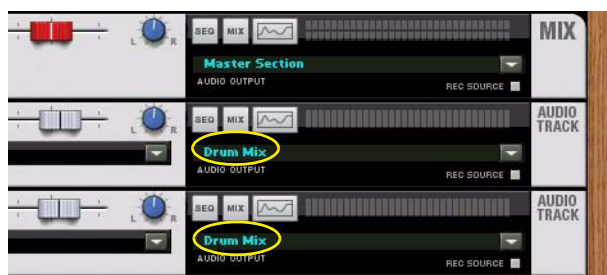 L R SEQ MIX MIX
Master Section
AUDIO OUTPUT REC SOURCE
L R SEQ MIX AUDIO TRACK
Drum Mix
AUDIO OUTPUT REC SOURCE
L R SEQ MIX AUDIO TRACK
Drum Mix
AUDIO OUTPUT REC SOURCE